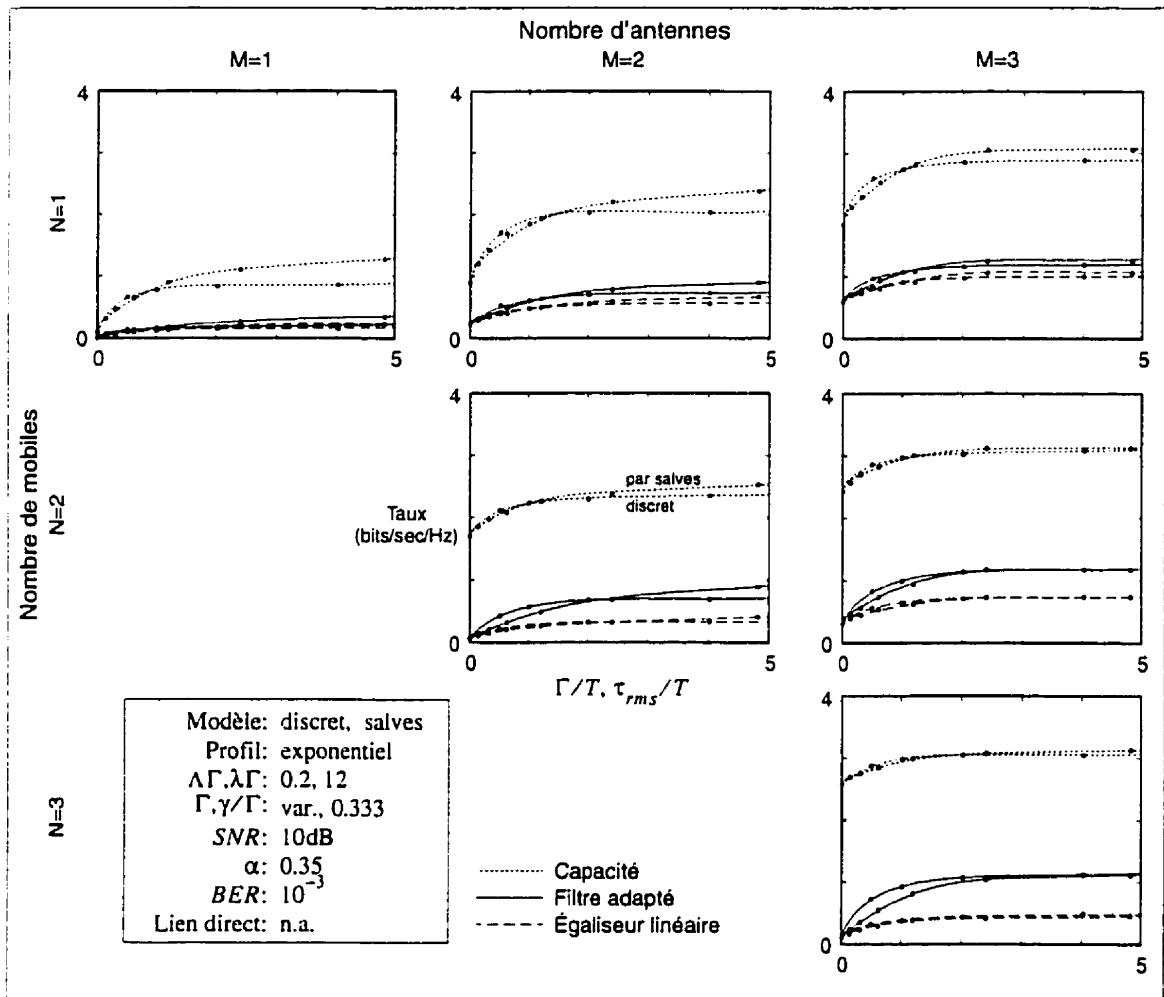 Nombre d'antennes
M=1
M=2
M=3
Nombre de mobiles
N=1
4
0
0
5
4
0
0
5
4
0
0
5
N=2
4
Taux
(bits/sec/Hz)
par salves
discret
0
0
5
Γ/T, τrms/T
4
0
0
5
N=3
Modèle: discret, salves
Profil: exponentiel
ΛΓ,λΓ: 0.2, 12
Γ,γ/Γ: var., 0.333
SNR: 10dB
α: 0.35
BER: 10⁻³
Lien direct: n.a.
Capacité
Filtre adapté
Égaliseur linéaire
4
0
0
5